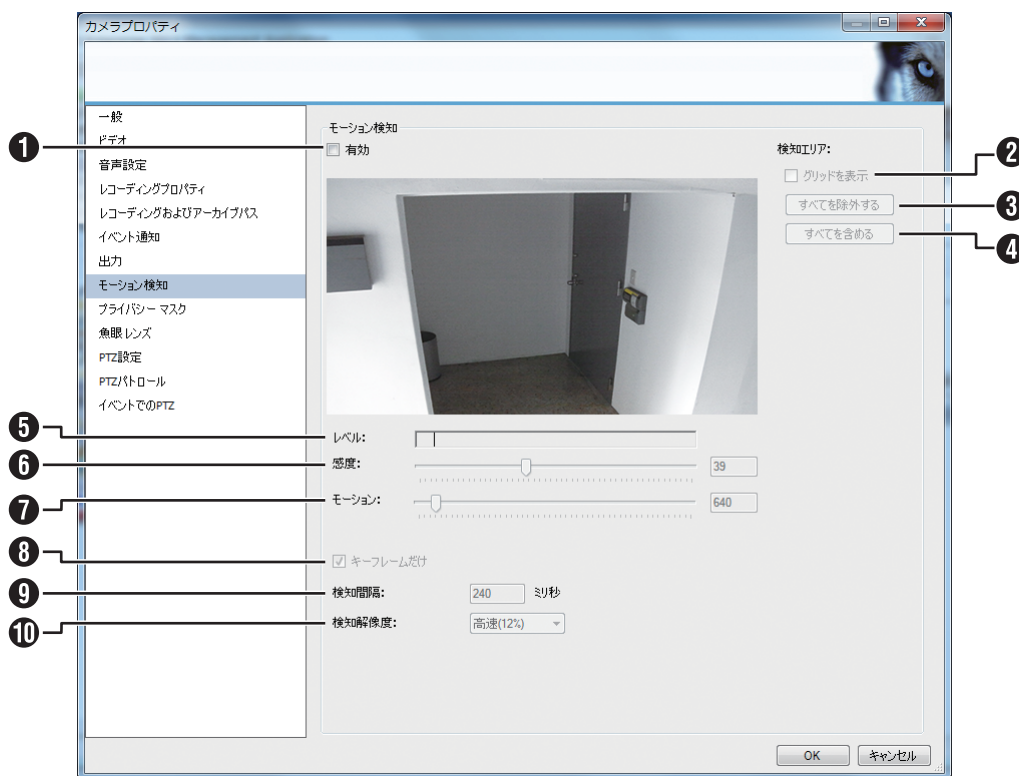 カメラプロパティ
一般
ビデオ
音声設定
レコーディングプロパティ
レコーディングおよびアーカイブパス
イベント通知
出力
モーション検知
プライバシー マスク
魚眼レンズ
PTZ設定
PTZパトロール
イベントでのPTZ
モーション検知
❶
有効
検知エリア:
❷
グリッドを表示
❸
すべてを除外する
❹
すべてを含める
❺
レベル:
❻
感度:
39
❼
モーション:
640
❽
キーフレームだけ
❾
検知間隔:
240
ミリ秒
❿
検知解像度:
高速(12%)
OK
キャンセル